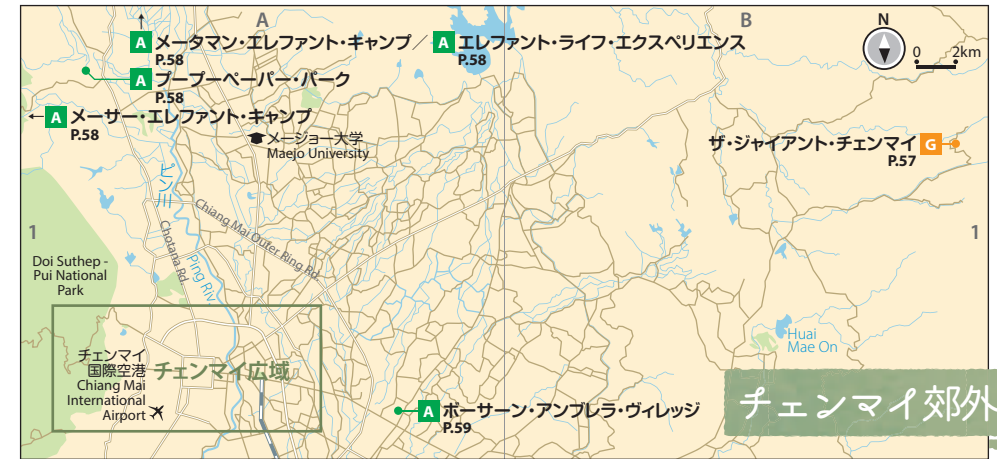 A
B
N
0 2km
A メータマン・エレファント・キャンプ／ A エレファント・ライフ・エクスペリエンス
P.58
P.58
A プープーペーパー・パーク
P.58
A メーサー・エレファント・キャンプ
P.58
メージョー大学
Maejo University
ザ・ジャイアント・チェンマイ G
P.57
ピン川
Chiang Mai Outer Ring Rd
Chotana Rd
Ping Riv.
1
1
Doi Suthep -
Pui National
Park
Huai
Mae On
チェンマイ
国際空港
Chiang Mai
International
Airport
チェンマイ広域
A ボーサーン・アンブレラ・ヴィレッジ
P.59
チェンマイ郊外